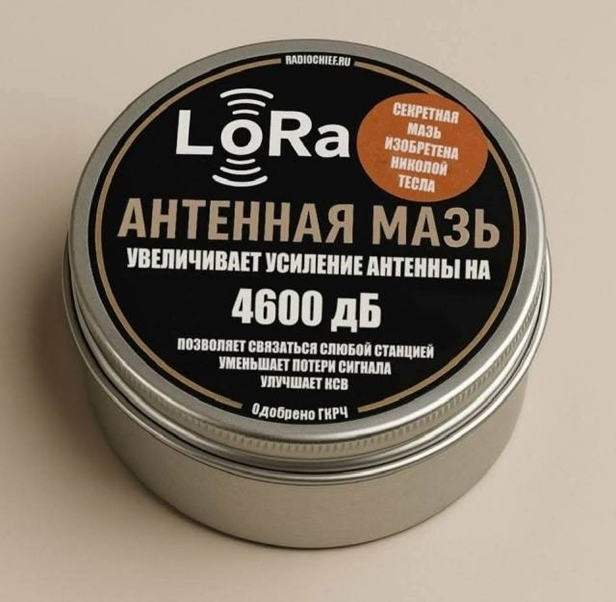 RADIOCHIEF.RU
LoRa
СЕКРЕТНАЯ
МАЗЬ
ИЗОБРЕТЕНА
НИКОЛОЙ
ТЕСЛА
АНТЕННАЯ МАЗЬ
УВЕЛИЧИВАЕТ УСИЛЕНИЕ АНТЕННЫ НА
4600 дБ
ПОЗВОЛЯЕТ СВЯЗАТЬСЯ СЛЮБОЙ СТАНЦИЕЙ
УМЕНЬШАЕТ ПОТЕРИ СИГНАЛА
УЛУЧШАЕТ КСВ
Одобрено ГКРЧ